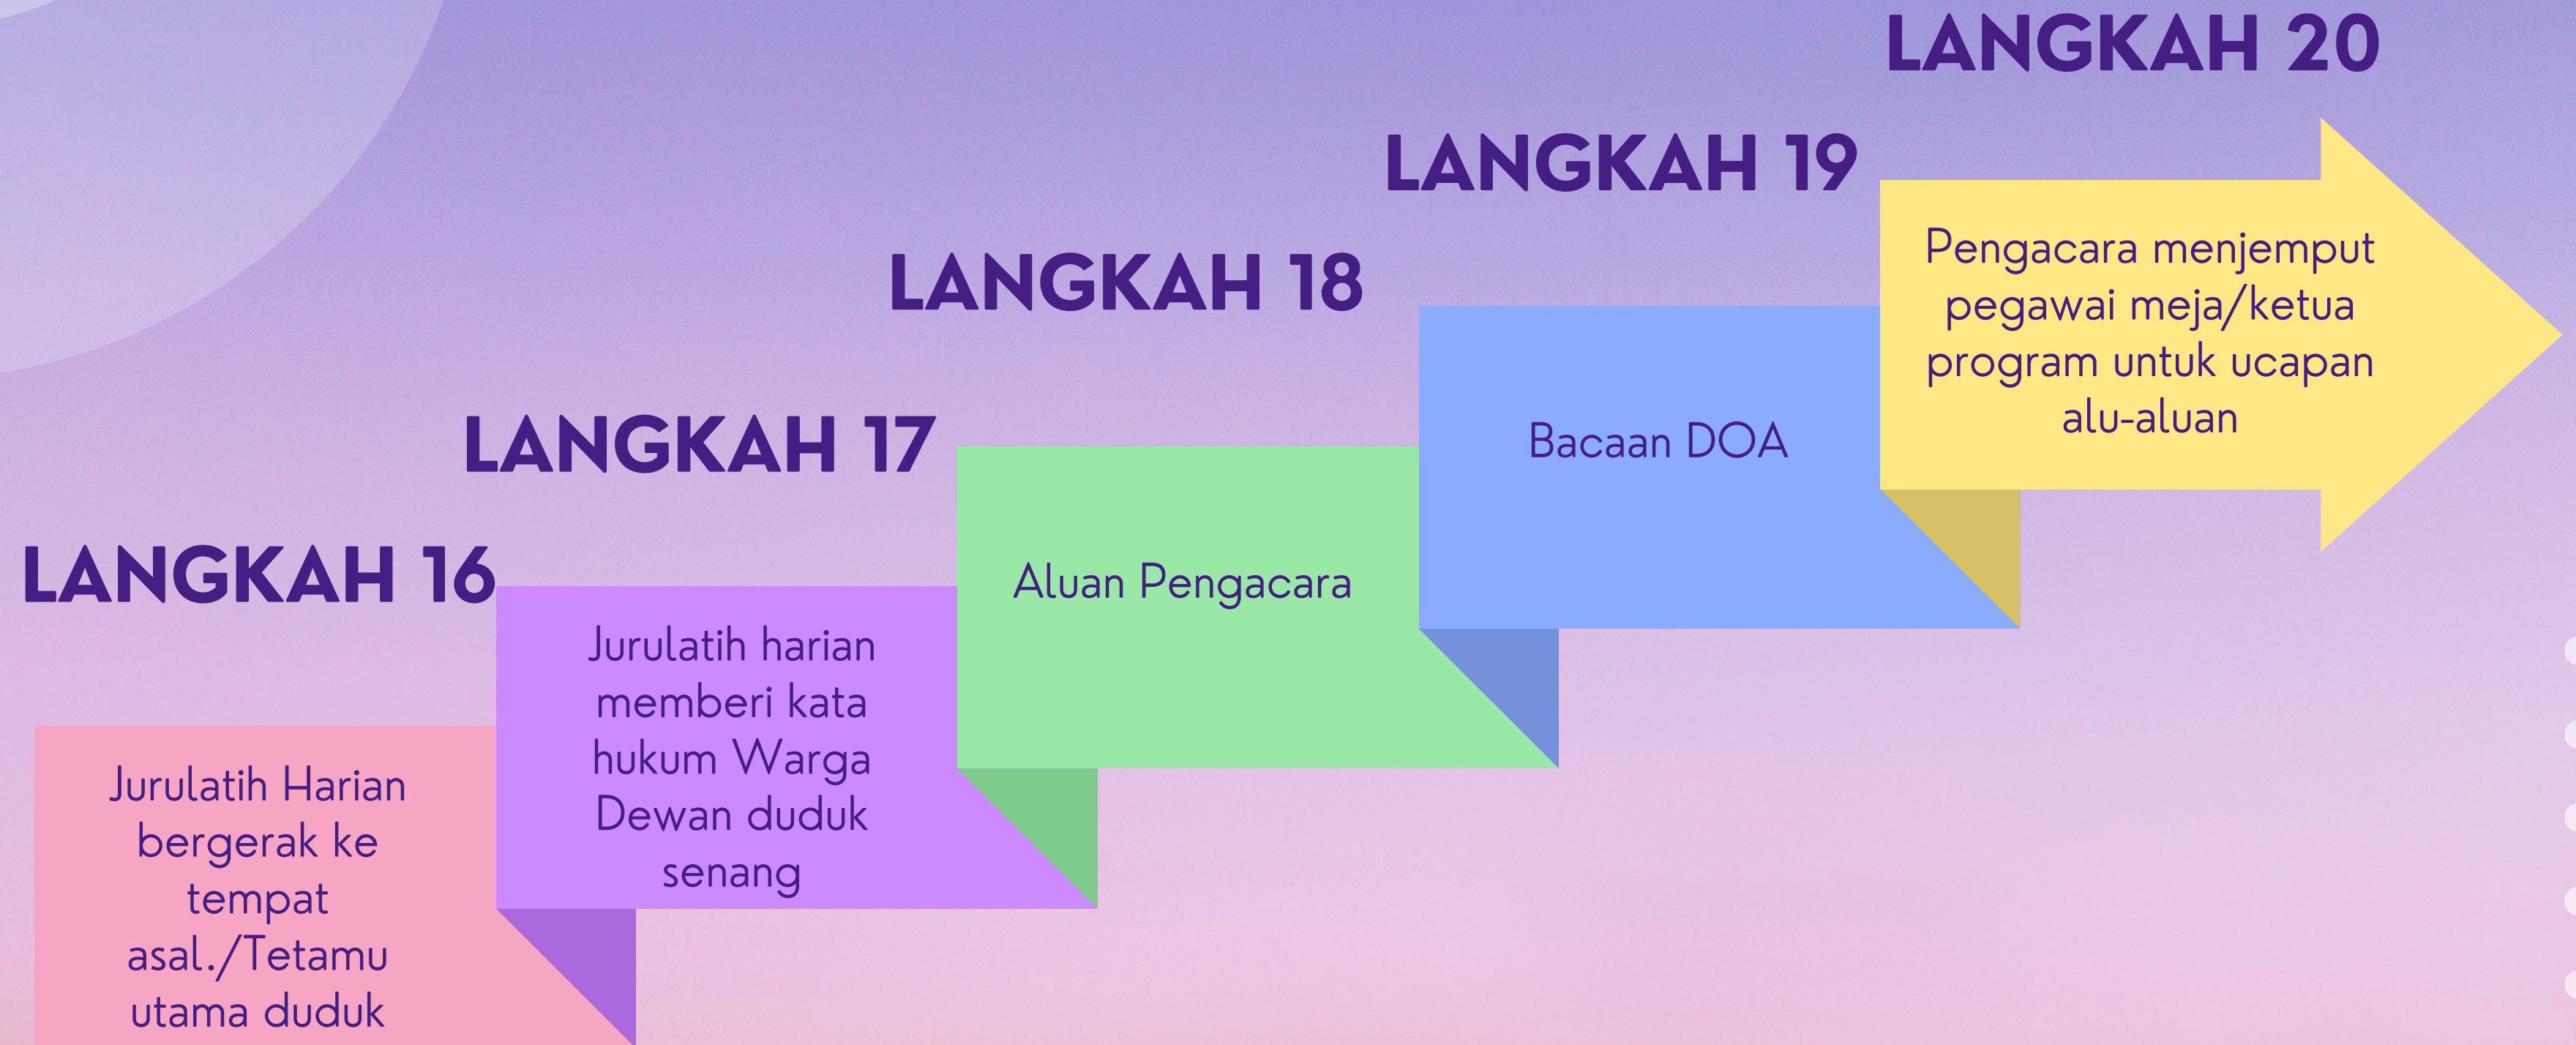 LANGKAH 16
Jurulatih Harian
bergerak ke
tempat
asal./Tetamu
utama duduk
LANGKAH 17
Jurulatih harian
memberi kata
hukum Warga
Dewan duduk
senang
LANGKAH 18
Aluan Pengacara
LANGKAH 19
Bacaan DOA
LANGKAH 20
Pengacara menjemput
pegawai meja/ketua
program untuk ucapan
alu-aluan